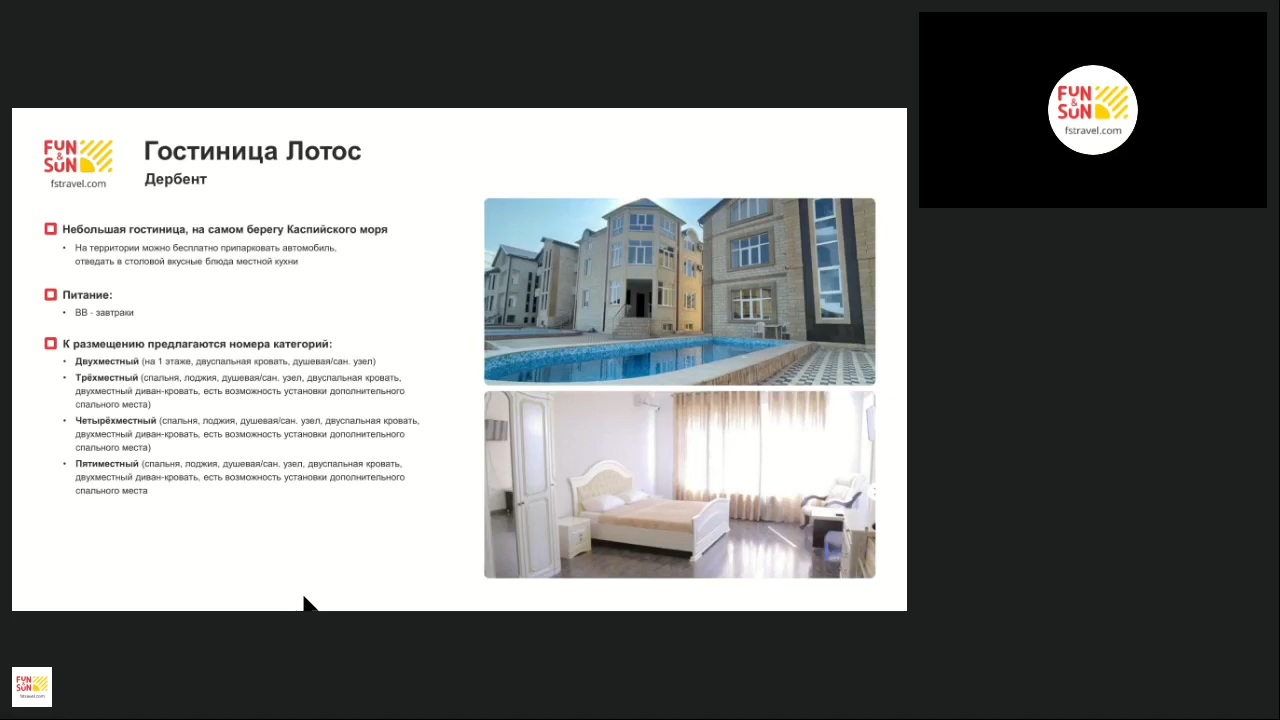 FUN
&
SUN
fstravel.com
Гостиница Лотос
Дербент
Небольшая гостиница, на самом берегу Каспийского моря
• На территории можно бесплатно припарковать автомобиль,
отведать в столовой вкусные блюда местной кухни
Питание:
• BB - завтраки
К размещению предлагаются номера категорий:
• Двухместный (на 1 этаже, двуспальная кровать, душевая/сан. узел)
• Трёхместный (спальня, лоджия, душевая/сан. узел, двуспальная кровать,
двухместный диван-кровать, есть возможность установки дополнительного
спального места)
• Четырёхместный (спальня, лоджия, душевая/сан. узел, двуспальная кровать,
двухместный диван-кровать, есть возможность установки дополнительного
спального места)
• Пятиместный (спальня, лоджия, душевая/сан. узел, двуспальная кровать,
двухместный диван-кровать, есть возможность установки дополнительного
спального места
FUN
&
SUN
fstravel.com
FUN
&
SUN
fstravel.com